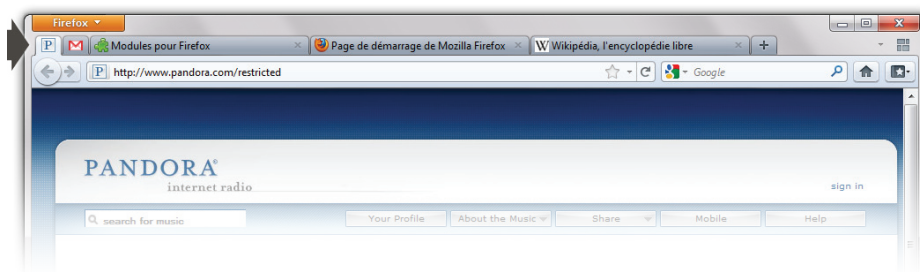 Firefox
P M Modules pour Firefox Page de démarrage de Mozilla Firefox W Wikipédia, l'encyclopédie libre
P http://www.pandora.com/restricted Google
PANDORA®
internet radio
sign in
search for music Your Profile About the Music Share Mobile Help